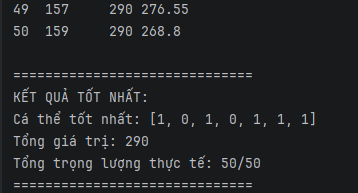 49  157     290 276.55
50  159     290 268.8
==============================
KẾT QUẢ TỐT NHẤT:
Cá thể tốt nhất: [1, 0, 1, 0, 1, 1, 1]
Tổng giá trị: 290
Tổng trọng lượng thực tế: 50/50
==============================